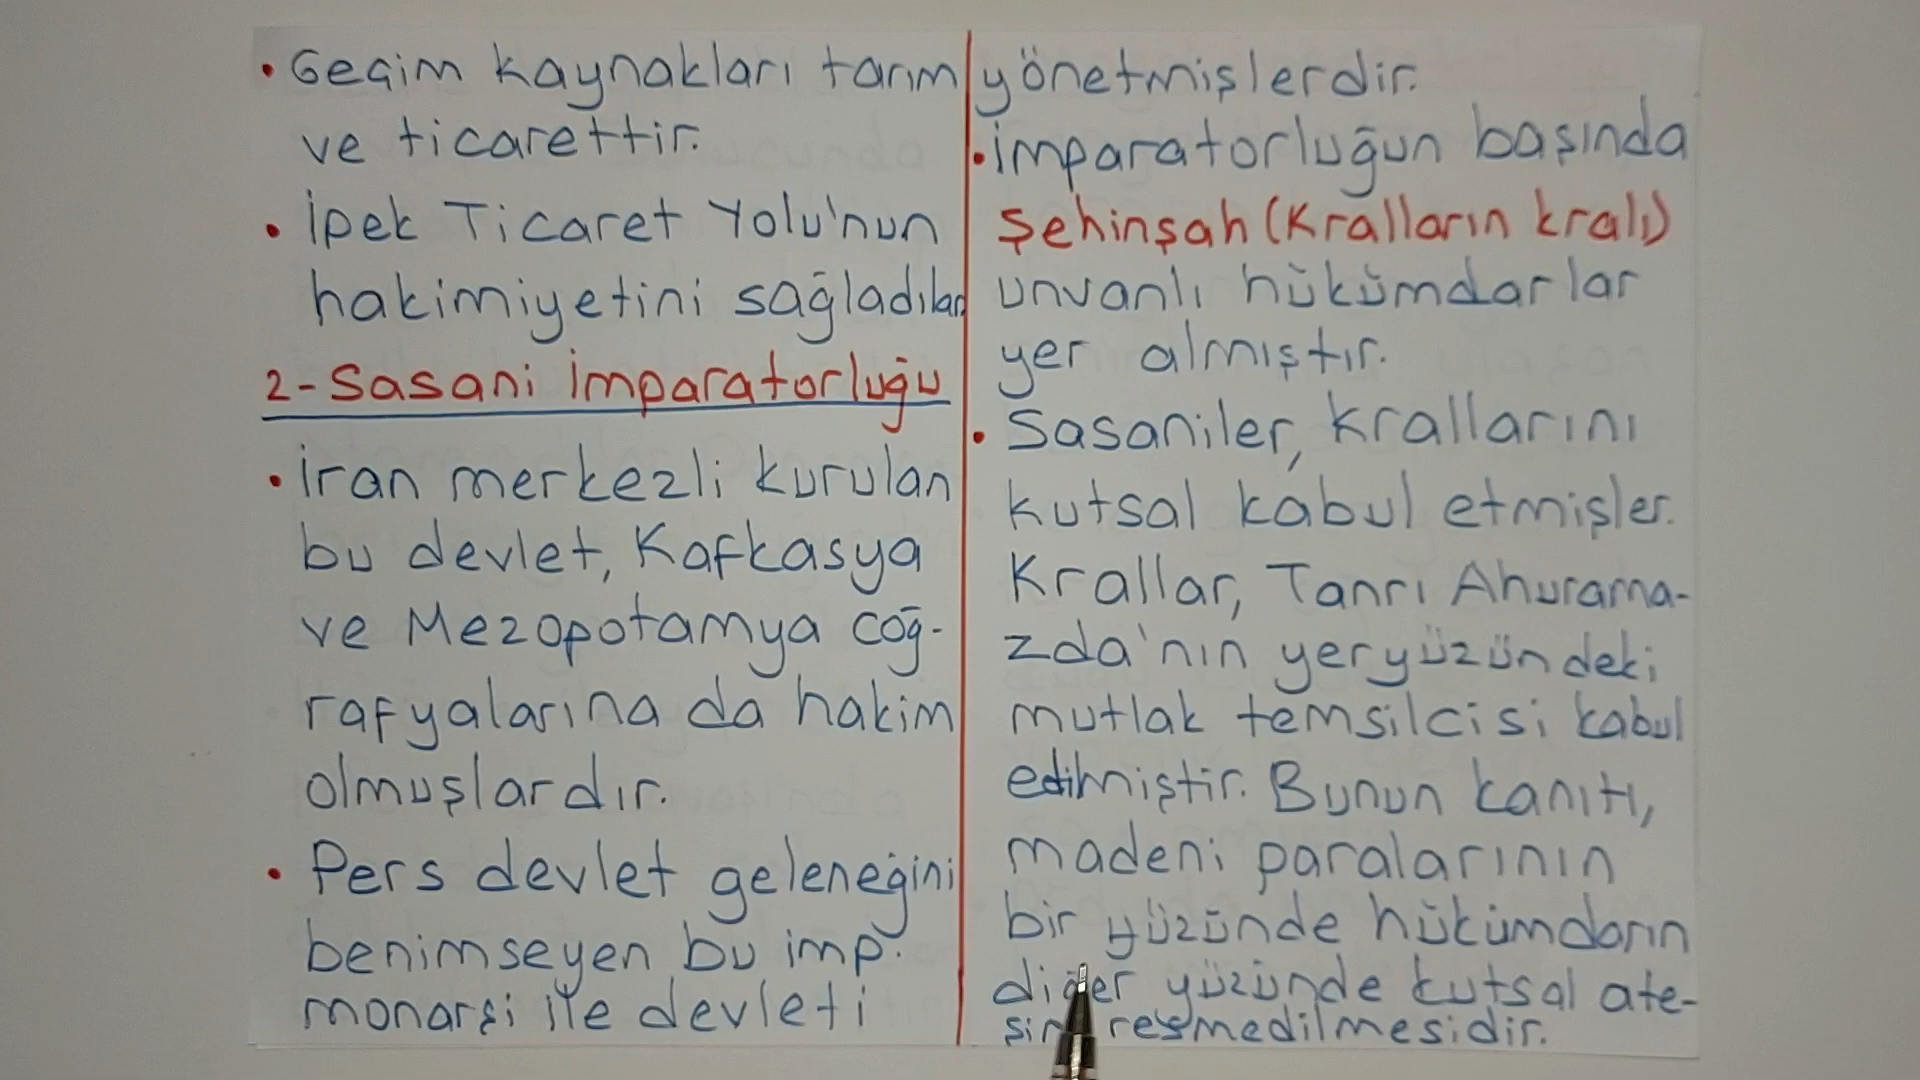 • Geçim kaynakları tarım
ve ticarettir.
• İpek Ticaret Yolu'nun
hakimiyetini sağladılar
2-Sasani İmparatorluğu
• İran merkezli kurulan
bu devlet, Kafkasya
ve Mezopotamya coğ-
rafyalarına da hakim
olmuşlardır.
• Pers devlet geleneğini
benimseyen bu imp.
monarşi ile devleti
yönetmişlerdir.
• İmparatorluğun başında
Şehinşah (Kralların kralı)
unvanlı hükümdarlar
yer almıştır.
• Sasaniler, krallarını
kutsal kabul etmişler.
Krallar, Tanrı Ahurama-
zda'nın yeryüzündeki
mutlak temsilcisi kabul
edilmiştir. Bunun kanıtı,
madeni paralarının
bir yüzünde hükümdarın
diğer yüzünde kutsal ate-
şin resmedilmesidir.